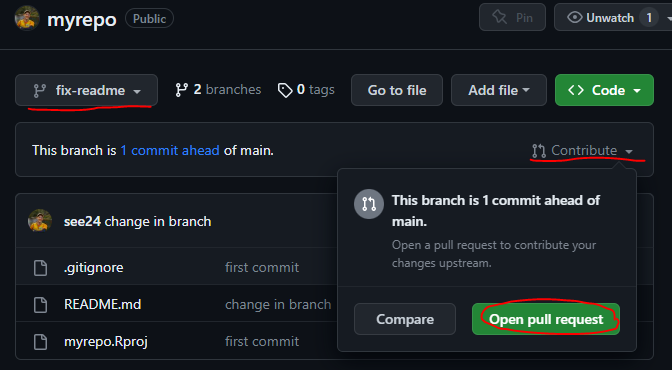 myrepo Public Pin Unwatch 1
fix-readme 2 branches 0 tags Go to file Add file Code
This branch is 1 commit ahead of main. Contribute
This branch is 1 commit ahead of
main.
Open a pull request to contribute your
changes upstream.
Compare Open pull request
see24 change in branch
.gitignore first commit
README.md change in branch
myrepo.Rproj first commit